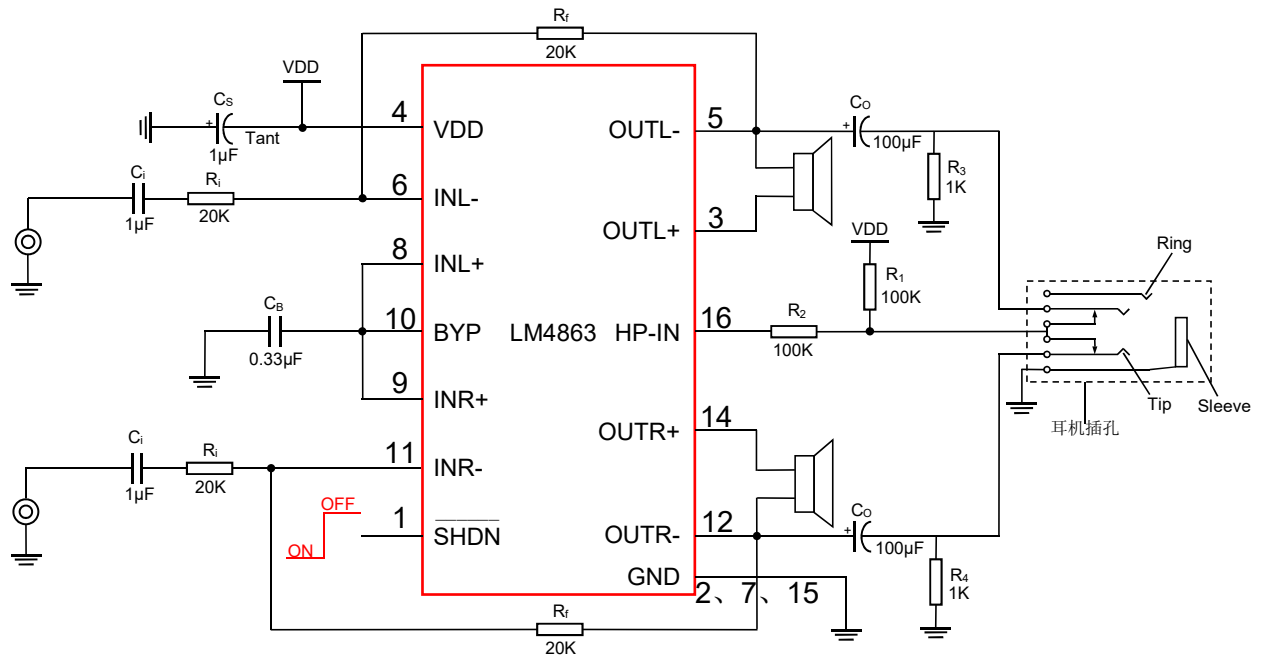 Rf
20K
VDD
CS
+
Tant
1µF
4
VDD
OUTL-
5
CO
+
100µF
R3
1K
Ci
1µF
Ri
20K
6
INL-
OUTL+
3
VDD
R1
100K
Ring
8
INL+
CB
0.33µF
10
BYP
LM4863
HP-IN
16
R2
100K
9
INR+
Tip
Sleeve
耳机插孔
OUTR+
14
Ci
1µF
Ri
20K
11
INR-
OFF
ON
1
SHDN
OUTR-
12
CO
+
100µF
R4
1K
GND
2、7、15
Rf
20K